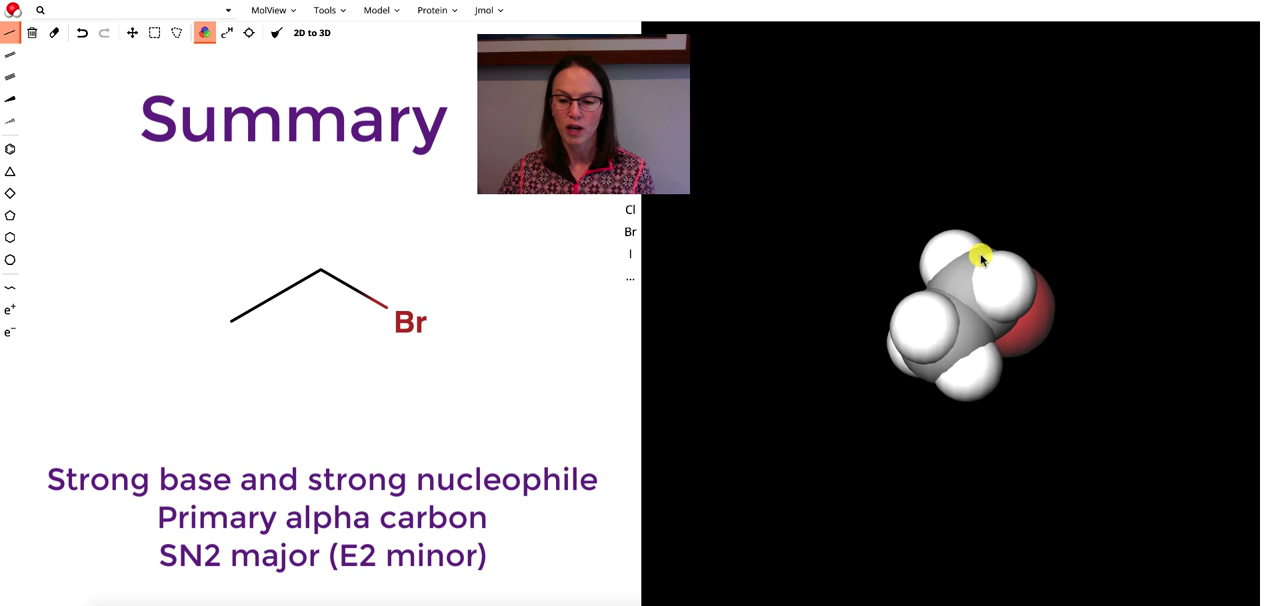 MolView Tools Model Protein Jmol
2D to 3D
C H
Summary
Cl
Br
I
...
Br
e+
e−
Strong base and strong nucleophile
Primary alpha carbon
SN2 major (E2 minor)